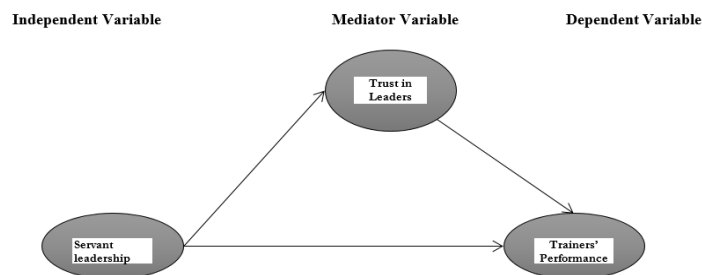 Independent Variable
Mediator Variable
Dependent Variable
Trust in
Leaders
Servant
leadership
Trainers'
Performance